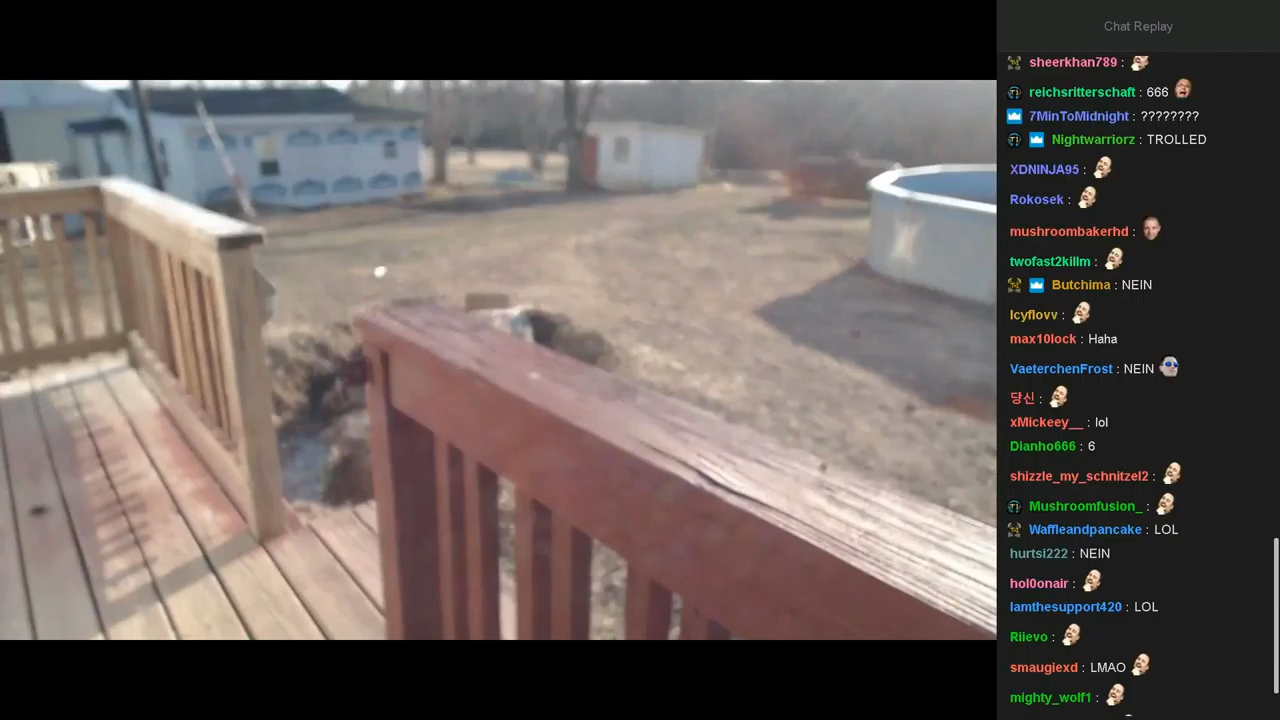 Chat Replay
sheerkhan789 :
reichsritterschaft : 666
7MinToMidnight : ????????
Nightwarriorz : TROLLED
XDNINJA95 :
Rokosek :
mushroombakerhd :
twofast2killm :
Butchima : NEIN
Icyflovv :
max10lock : Haha
VaeterchenFrost : NEIN
당신 :
xMickeey__ : lol
Dianho666 : 6
shizzle_my_schnitzel2 :
Mushroomfusion_ :
Waffleandpancake : LOL
hurtsi222 : NEIN
hol0onair :
Iamthesupport420 : LOL
Riievo :
smaugiexd : LMAO
mighty_wolf1 :